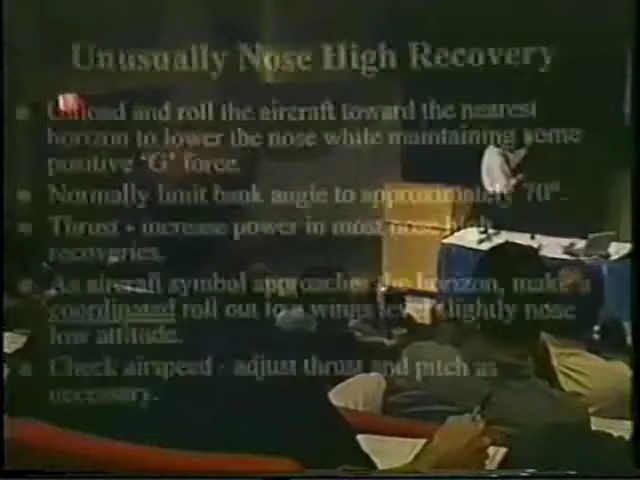 Unusually Nose High Recovery
Unload and roll the aircraft toward the nearest
horizon to lower the nose while maintaining some
positive 'G' force.
Normally limit bank angle to approximately 70°.
Thrust - increase power in most nose high
recoveries.
As aircraft symbol approaches the horizon, make a
coordinated roll out to a wings level slightly nose
low attitude.
Check airspeed - adjust thrust and pitch as
necessary.